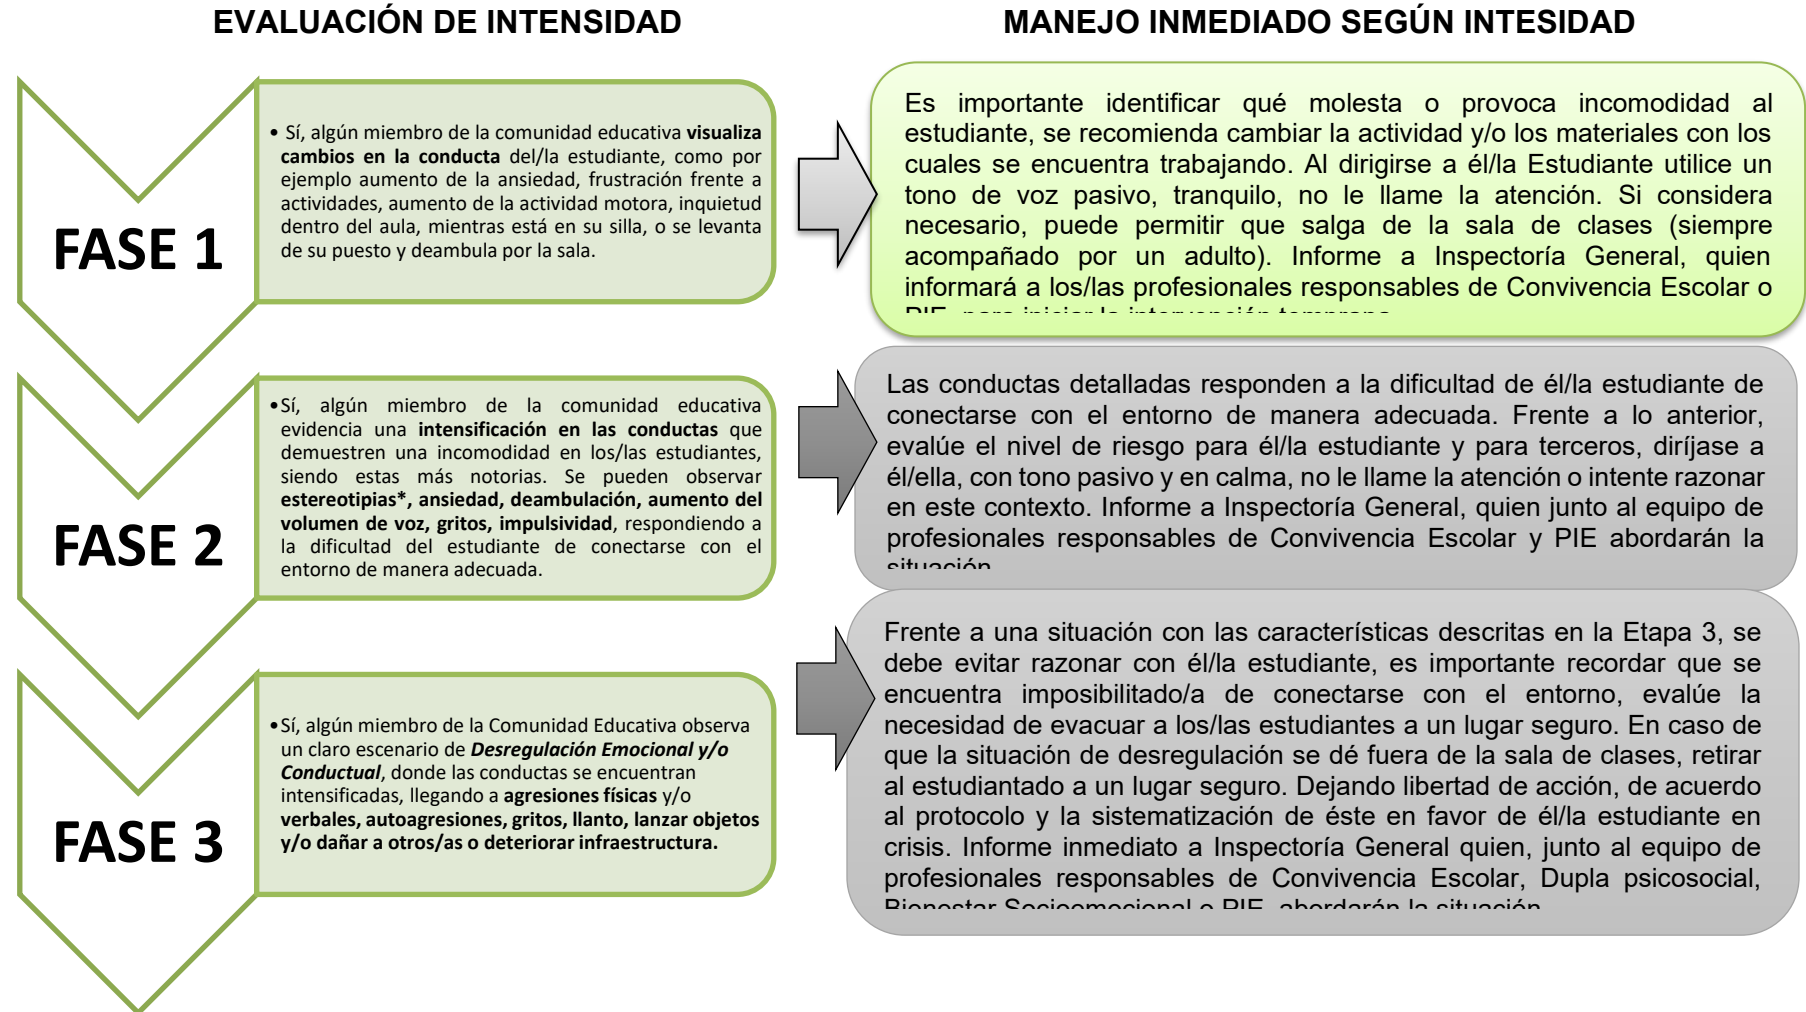 EVALUACIÓN DE INTENSIDAD
MANEJO INMEDIADO SEGÚN INTESIDAD
FASE 1
• Sí, algún miembro de la comunidad educativa visualiza
cambios en la conducta del/la estudiante, como por
ejemplo aumento de la ansiedad, frustración frente a
actividades, aumento de la actividad motora, inquietud
dentro del aula, mientras está en su silla, o se levanta
de su puesto y deambula por la sala.
Es importante identificar qué molesta o provoca incomodidad al
estudiante, se recomienda cambiar la actividad y/o los materiales con los
cuales se encuentra trabajando. Al dirigirse a él/la Estudiante utilice un
tono de voz pasivo, tranquilo, no le llame la atención. Si considera
necesario, puede permitir que salga de la sala de clases (siempre
acompañado por un adulto). Informe a Inspectoría General, quien
informará a los/las profesionales responsables de Convivencia Escolar o
PIE, para iniciar la intervención temprana.
FASE 2
•Sí, algún miembro de la comunidad educativa
evidencia una intensificación en las conductas que
demuestren una incomodidad en los/las estudiantes,
siendo estas más notorias. Se pueden observar
estereotipias*, ansiedad, deambulación, aumento del
volumen de voz, gritos, impulsividad, respondiendo a
la dificultad del estudiante de conectarse con el
entorno de manera adecuada.
Las conductas detalladas responden a la dificultad de él/la estudiante de
conectarse con el entorno de manera adecuada. Frente a lo anterior,
evalúe el nivel de riesgo para él/la estudiante y para terceros, diríjase a
él/ella, con tono pasivo y en calma, no le llame la atención o intente razonar
en este contexto. Informe a Inspectoría General, quien junto al equipo de
profesionales responsables de Convivencia Escolar y PIE abordarán la
situación
FASE 3
•Sí, algún miembro de la Comunidad Educativa observa
un claro escenario de Desregulación Emocional y/o
Conductual, donde las conductas se encuentran
intensificadas, llegando a agresiones físicas y/o
verbales, autoagresiones, gritos, llanto, lanzar objetos
y/o dañar a otros/as o deteriorar infraestructura.
Frente a una situación con las características descritas en la Etapa 3, se
debe evitar razonar con él/la estudiante, es importante recordar que se
encuentra imposibilitado/a de conectarse con el entorno, evalúe la
necesidad de evacuar a los/las estudiantes a un lugar seguro. En caso de
que la situación de desregulación se dé fuera de la sala de clases, retirar
al estudiantado a un lugar seguro. Dejando libertad de acción, de acuerdo
al protocolo y la sistematización de éste en favor de él/la estudiante en
crisis. Informe inmediato a Inspectoría General quien, junto al equipo de
profesionales responsables de Convivencia Escolar, Dupla psicosocial,
Bienestar Socioemocional o PIE, abordarán la situación